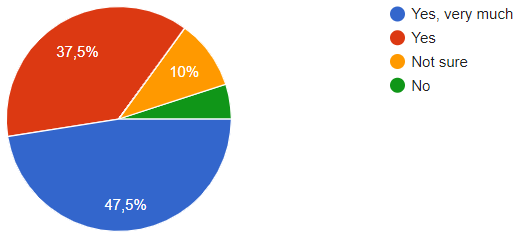 Yes, very much
Yes
Not sure
No
37,5%
10%
47,5%